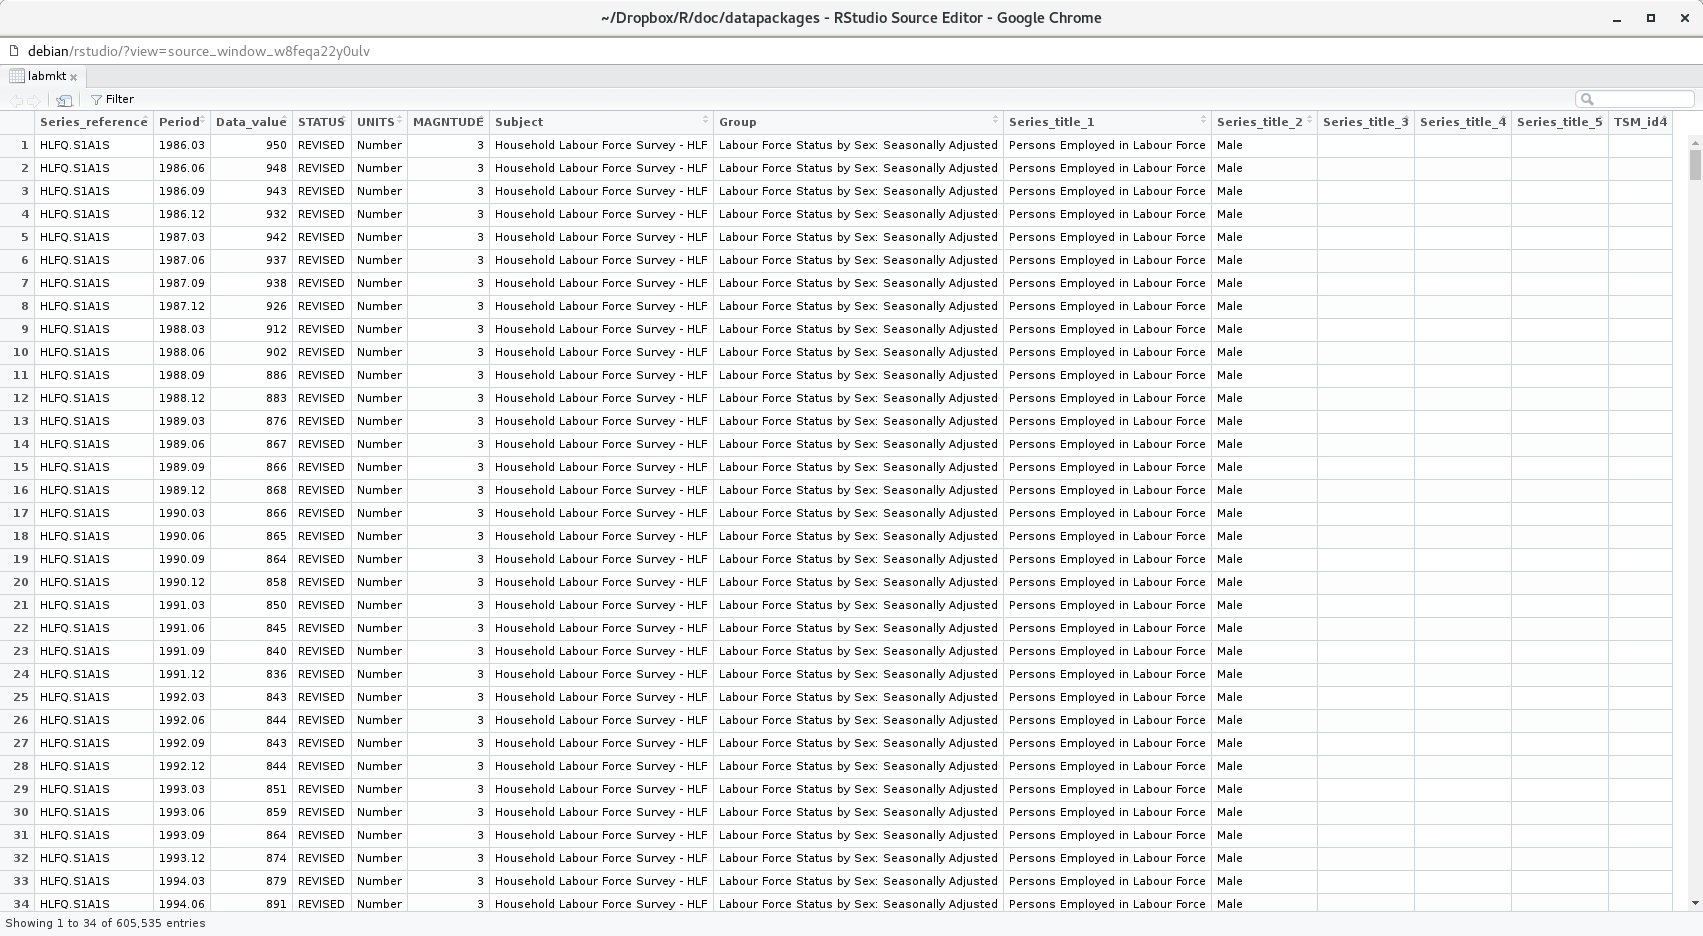 ~/Dropbox/R/doc/datapackages - RStudio Source Editor - Google Chrome
debian/rstudio/?view=source_window_w8feqa22y0ulv
labmkt
Filter
Series_reference Period Data_value STATUS UNITS MAGNTUDE Subject Group Series_title_1 Series_title_2 Series_title_3 Series_title_4 Series_title_5 TSM_id4
1 HLFQ.S1A1S 1986.03 950 REVISED Number 3 Household Labour Force Survey - HLF Labour Force Status by Sex: Seasonally Adjusted Persons Employed in Labour Force Male
2 HLFQ.S1A1S 1986.06 948 REVISED Number 3 Household Labour Force Survey - HLF Labour Force Status by Sex: Seasonally Adjusted Persons Employed in Labour Force Male
3 HLFQ.S1A1S 1986.09 943 REVISED Number 3 Household Labour Force Survey - HLF Labour Force Status by Sex: Seasonally Adjusted Persons Employed in Labour Force Male
4 HLFQ.S1A1S 1986.12 932 REVISED Number 3 Household Labour Force Survey - HLF Labour Force Status by Sex: Seasonally Adjusted Persons Employed in Labour Force Male
5 HLFQ.S1A1S 1987.03 942 REVISED Number 3 Household Labour Force Survey - HLF Labour Force Status by Sex: Seasonally Adjusted Persons Employed in Labour Force Male
6 HLFQ.S1A1S 1987.06 937 REVISED Number 3 Household Labour Force Survey - HLF Labour Force Status by Sex: Seasonally Adjusted Persons Employed in Labour Force Male
7 HLFQ.S1A1S 1987.09 938 REVISED Number 3 Household Labour Force Survey - HLF Labour Force Status by Sex: Seasonally Adjusted Persons Employed in Labour Force Male
8 HLFQ.S1A1S 1987.12 926 REVISED Number 3 Household Labour Force Survey - HLF Labour Force Status by Sex: Seasonally Adjusted Persons Employed in Labour Force Male
9 HLFQ.S1A1S 1988.03 912 REVISED Number 3 Household Labour Force Survey - HLF Labour Force Status by Sex: Seasonally Adjusted Persons Employed in Labour Force Male
10 HLFQ.S1A1S 1988.06 902 REVISED Number 3 Household Labour Force Survey - HLF Labour Force Status by Sex: Seasonally Adjusted Persons Employed in Labour Force Male
11 HLFQ.S1A1S 1988.09 886 REVISED Number 3 Household Labour Force Survey - HLF Labour Force Status by Sex: Seasonally Adjusted Persons Employed in Labour Force Male
12 HLFQ.S1A1S 1988.12 883 REVISED Number 3 Household Labour Force Survey - HLF Labour Force Status by Sex: Seasonally Adjusted Persons Employed in Labour Force Male
13 HLFQ.S1A1S 1989.03 876 REVISED Number 3 Household Labour Force Survey - HLF Labour Force Status by Sex: Seasonally Adjusted Persons Employed in Labour Force Male
14 HLFQ.S1A1S 1989.06 867 REVISED Number 3 Household Labour Force Survey - HLF Labour Force Status by Sex: Seasonally Adjusted Persons Employed in Labour Force Male
15 HLFQ.S1A1S 1989.09 866 REVISED Number 3 Household Labour Force Survey - HLF Labour Force Status by Sex: Seasonally Adjusted Persons Employed in Labour Force Male
16 HLFQ.S1A1S 1989.12 868 REVISED Number 3 Household Labour Force Survey - HLF Labour Force Status by Sex: Seasonally Adjusted Persons Employed in Labour Force Male
17 HLFQ.S1A1S 1990.03 866 REVISED Number 3 Household Labour Force Survey - HLF Labour Force Status by Sex: Seasonally Adjusted Persons Employed in Labour Force Male
18 HLFQ.S1A1S 1990.06 865 REVISED Number 3 Household Labour Force Survey - HLF Labour Force Status by Sex: Seasonally Adjusted Persons Employed in Labour Force Male
19 HLFQ.S1A1S 1990.09 864 REVISED Number 3 Household Labour Force Survey - HLF Labour Force Status by Sex: Seasonally Adjusted Persons Employed in Labour Force Male
20 HLFQ.S1A1S 1990.12 858 REVISED Number 3 Household Labour Force Survey - HLF Labour Force Status by Sex: Seasonally Adjusted Persons Employed in Labour Force Male
21 HLFQ.S1A1S 1991.03 850 REVISED Number 3 Household Labour Force Survey - HLF Labour Force Status by Sex: Seasonally Adjusted Persons Employed in Labour Force Male
22 HLFQ.S1A1S 1991.06 845 REVISED Number 3 Household Labour Force Survey - HLF Labour Force Status by Sex: Seasonally Adjusted Persons Employed in Labour Force Male
23 HLFQ.S1A1S 1991.09 840 REVISED Number 3 Household Labour Force Survey - HLF Labour Force Status by Sex: Seasonally Adjusted Persons Employed in Labour Force Male
24 HLFQ.S1A1S 1991.12 836 REVISED Number 3 Household Labour Force Survey - HLF Labour Force Status by Sex: Seasonally Adjusted Persons Employed in Labour Force Male
25 HLFQ.S1A1S 1992.03 843 REVISED Number 3 Household Labour Force Survey - HLF Labour Force Status by Sex: Seasonally Adjusted Persons Employed in Labour Force Male
26 HLFQ.S1A1S 1992.06 844 REVISED Number 3 Household Labour Force Survey - HLF Labour Force Status by Sex: Seasonally Adjusted Persons Employed in Labour Force Male
27 HLFQ.S1A1S 1992.09 843 REVISED Number 3 Household Labour Force Survey - HLF Labour Force Status by Sex: Seasonally Adjusted Persons Employed in Labour Force Male
28 HLFQ.S1A1S 1992.12 844 REVISED Number 3 Household Labour Force Survey - HLF Labour Force Status by Sex: Seasonally Adjusted Persons Employed in Labour Force Male
29 HLFQ.S1A1S 1993.03 851 REVISED Number 3 Household Labour Force Survey - HLF Labour Force Status by Sex: Seasonally Adjusted Persons Employed in Labour Force Male
30 HLFQ.S1A1S 1993.06 859 REVISED Number 3 Household Labour Force Survey - HLF Labour Force Status by Sex: Seasonally Adjusted Persons Employed in Labour Force Male
31 HLFQ.S1A1S 1993.09 864 REVISED Number 3 Household Labour Force Survey - HLF Labour Force Status by Sex: Seasonally Adjusted Persons Employed in Labour Force Male
32 HLFQ.S1A1S 1993.12 874 REVISED Number 3 Household Labour Force Survey - HLF Labour Force Status by Sex: Seasonally Adjusted Persons Employed in Labour Force Male
33 HLFQ.S1A1S 1994.03 879 REVISED Number 3 Household Labour Force Survey - HLF Labour Force Status by Sex: Seasonally Adjusted Persons Employed in Labour Force Male
34 HLFQ.S1A1S 1994.06 891 REVISED Number 3 Household Labour Force Survey - HLF Labour Force Status by Sex: Seasonally Adjusted Persons Employed in Labour Force Male
Showing 1 to 34 of 605,535 entries